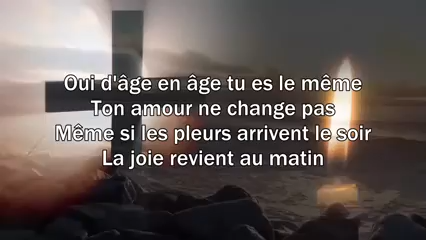 Oui d'âge en âge tu es le même
Ton amour ne change pas
Même si les pleurs arrivent le soir
La joie revient au matin